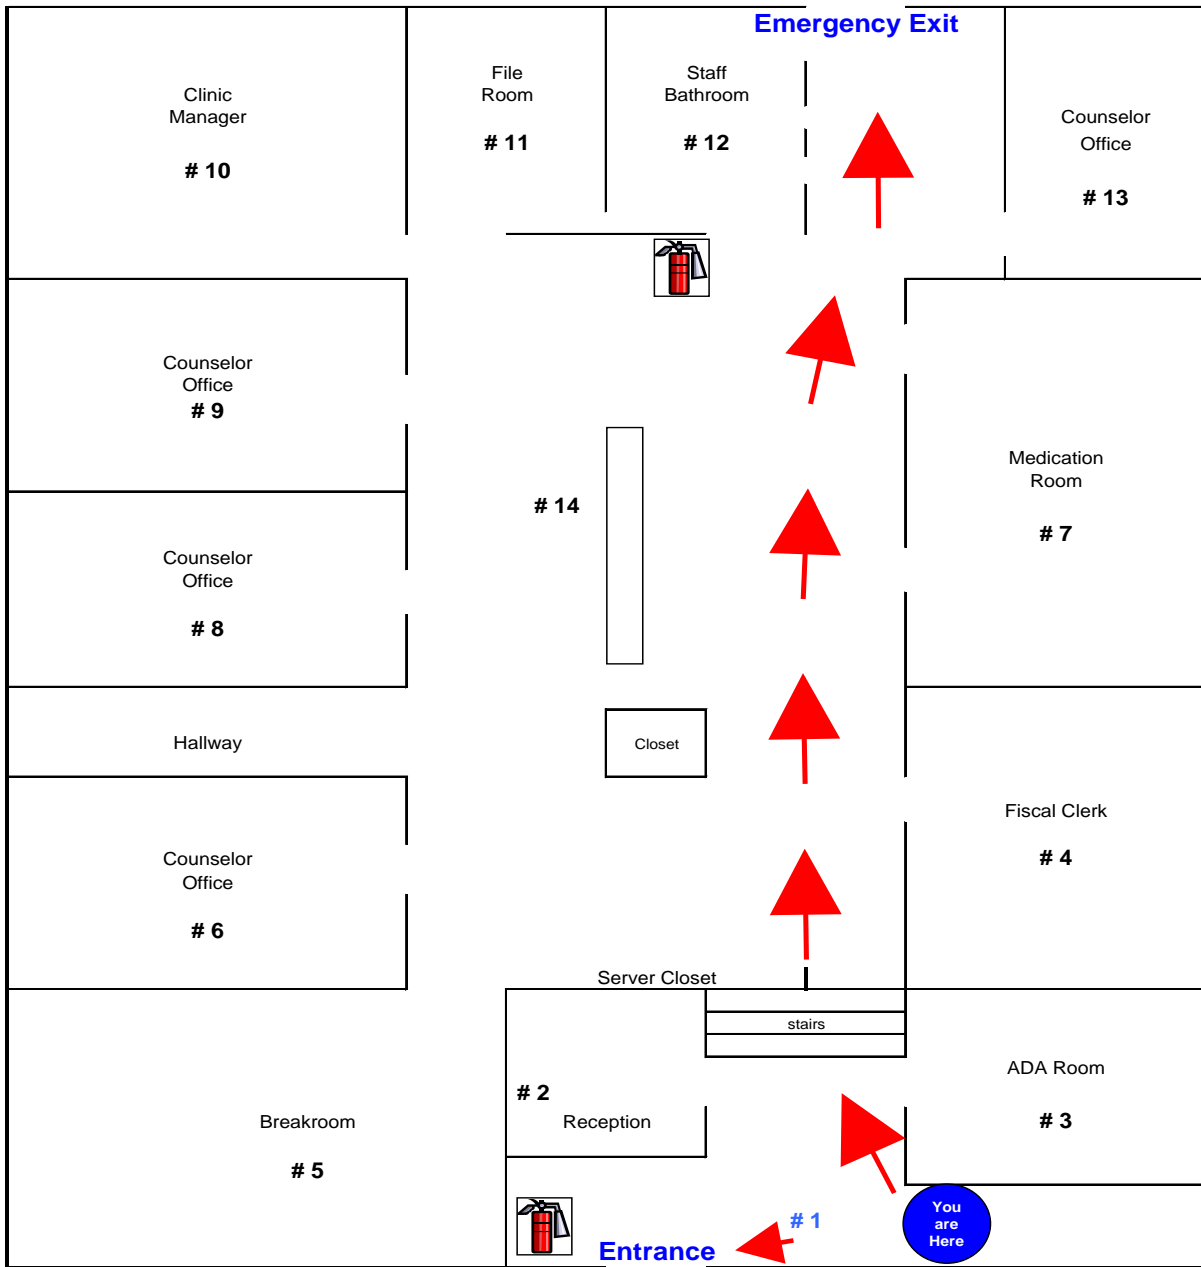 Emergency Exit
Clinic
Manager
# 10
File
Room
# 11
Staff
Bathroom
# 12
Counselor
Office
# 13
Counselor
Office
# 9
# 14
Medication
Room
# 7
Counselor
Office
# 8
Hallway
Closet
Fiscal Clerk
# 4
Counselor
Office
# 6
Server Closet
stairs
ADA Room
# 3
# 2
Reception
Breakroom
# 5
# 1
You
are
Here
Entrance